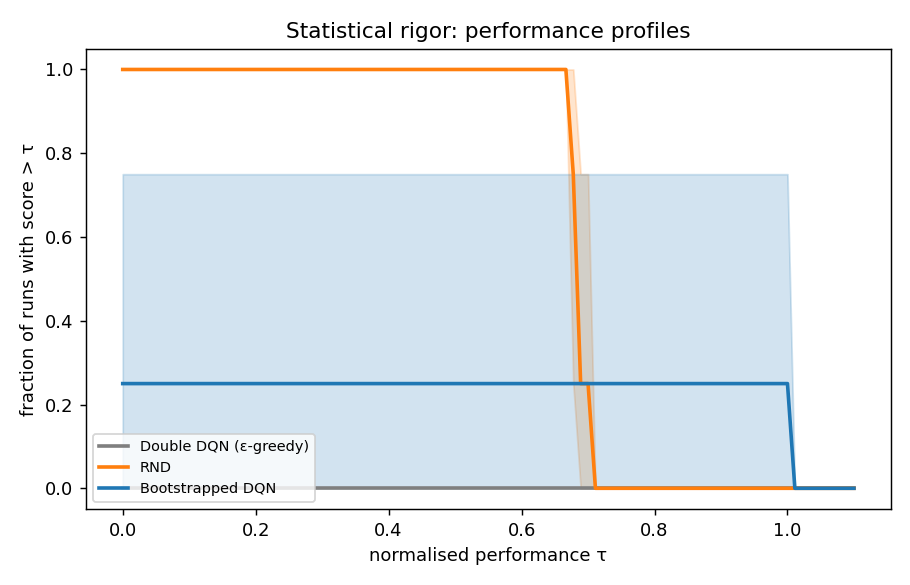 Statistical rigor: performance profiles
fraction of runs with score > τ
1.0
0.8
0.6
0.4
0.2
0.0
Double DQN (ε-greedy)
RND
Bootstrapped DQN
0.0 0.2 0.4 0.6 0.8 1.0
normalised performance τ